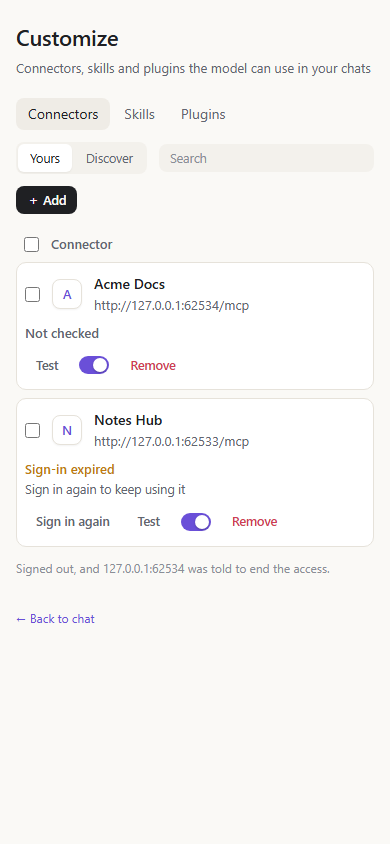 Customize
Connectors, skills and plugins the model can use in your chats
Connectors Skills Plugins
Yours Discover Search
+ Add
Connector
A Acme Docs
http://127.0.0.1:62534/mcp
Not checked
Test Remove
N Notes Hub
http://127.0.0.1:62533/mcp
Sign-in expired
Sign in again to keep using it
Sign in again Test Remove
Signed out, and 127.0.0.1:62534 was told to end the access.
← Back to chat